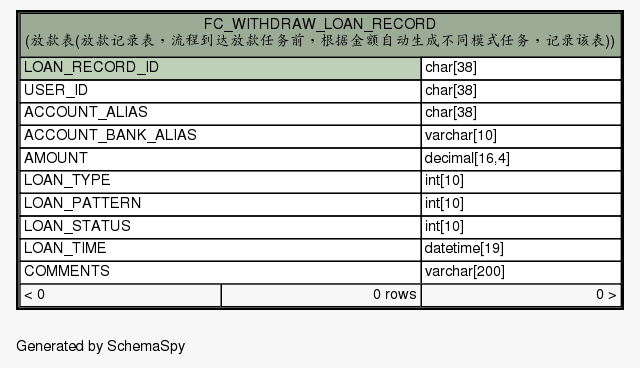 FC_WITHDRAW_LOAN_RECORD
(放款表(放款记录表，流程到达放款任务前，根据金额自动生成不同模式任务，记录该表))
LOAN_RECORD_ID char[38]
USER_ID char[38]
ACCOUNT_ALIAS char[38]
ACCOUNT_BANK_ALIAS varchar[10]
AMOUNT decimal[16,4]
LOAN_TYPE int[10]
LOAN_PATTERN int[10]
LOAN_STATUS int[10]
LOAN_TIME datetime[19]
COMMENTS varchar[200]
< 0 0 rows 0 >
Generated by SchemaSpy